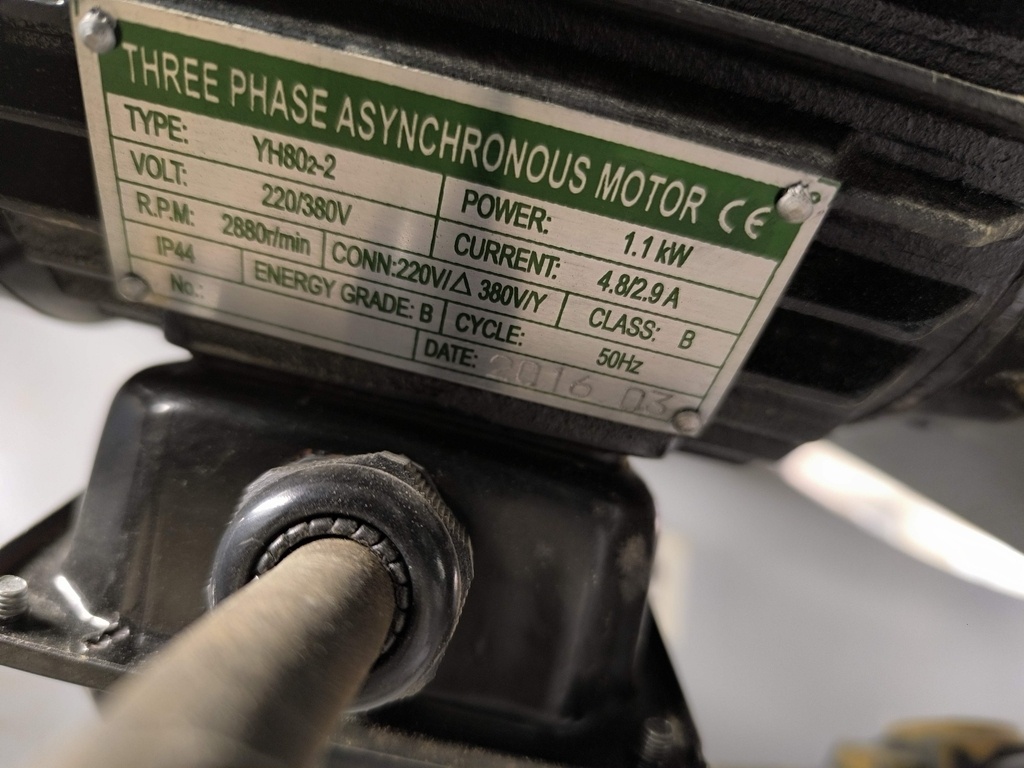 THREE PHASE ASYNCHRONOUS MOTOR CE
TYPE: YH802-2 POWER: 1.1 kW
VOLT: 220/380V CURRENT: 4.8/2.9 A
R.P.M: 2880r/min CONN:220V/△ 380V/Y CLASS: B
IP44 ENERGY GRADE: B CYCLE: 50Hz
No.: DATE: 2016 03